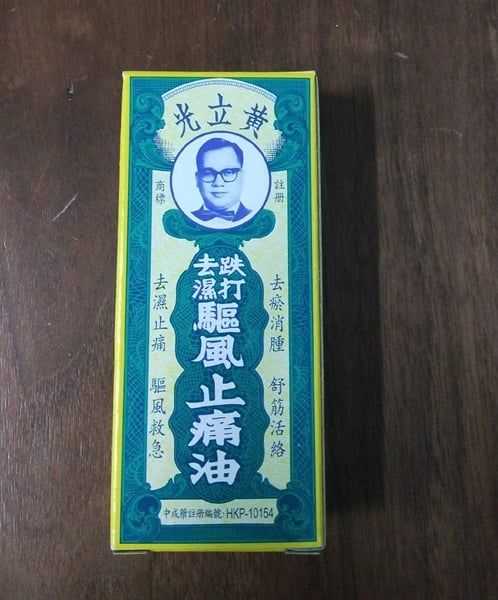 黃立光
註冊
商標
跌打
去濕
驅風止痛油
去瘀消腫 舒筋活絡
去濕止痛 驅風救急
中成藥註冊編號:HKP-10154